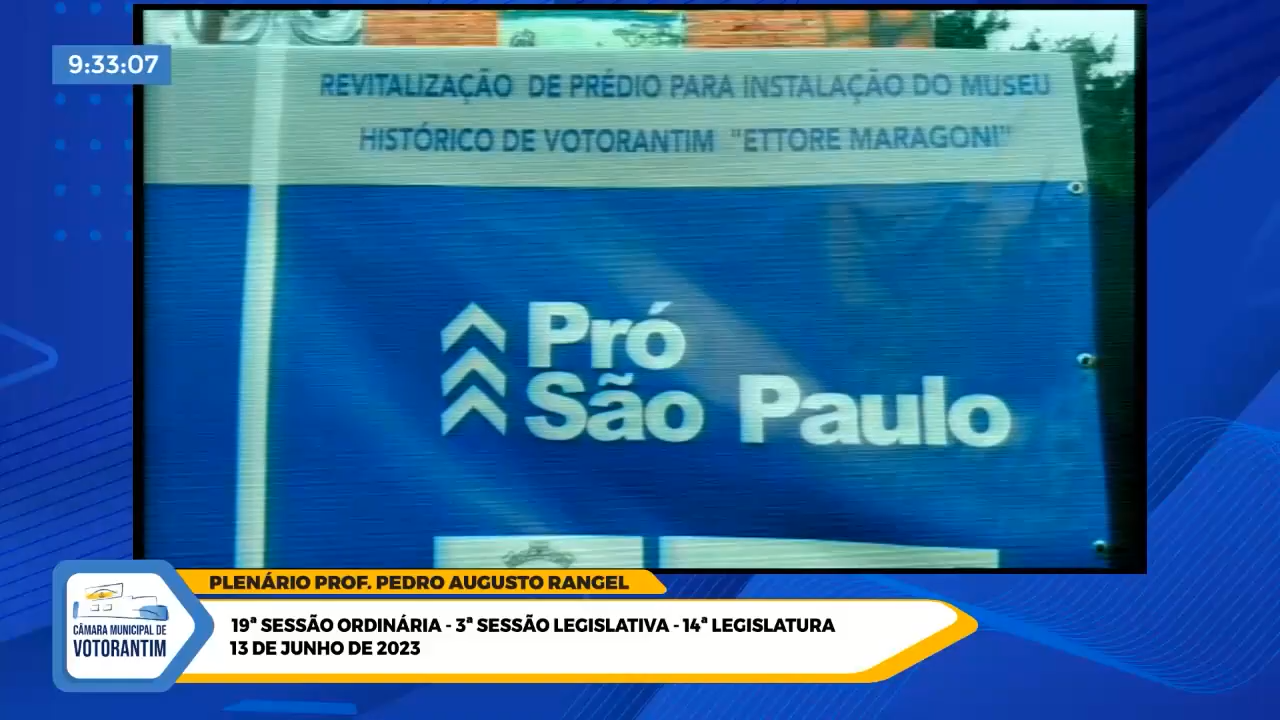 9:33:07
REVITALIZAÇÃO DE PRÉDIO PARA INSTALAÇÃO DO MUSEU
HISTÓRICO DE VOTORANTIM "ETTORE MARAGONI"
Pró
São Paulo
PLENÁRIO PROF. PEDRO AUGUSTO RANGEL
CÂMARA MUNICIPAL DE
VOTORANTIM
19ª SESSÃO ORDINÁRIA - 3ª SESSÃO LEGISLATIVA - 14ª LEGISLATURA
13 DE JUNHO DE 2023